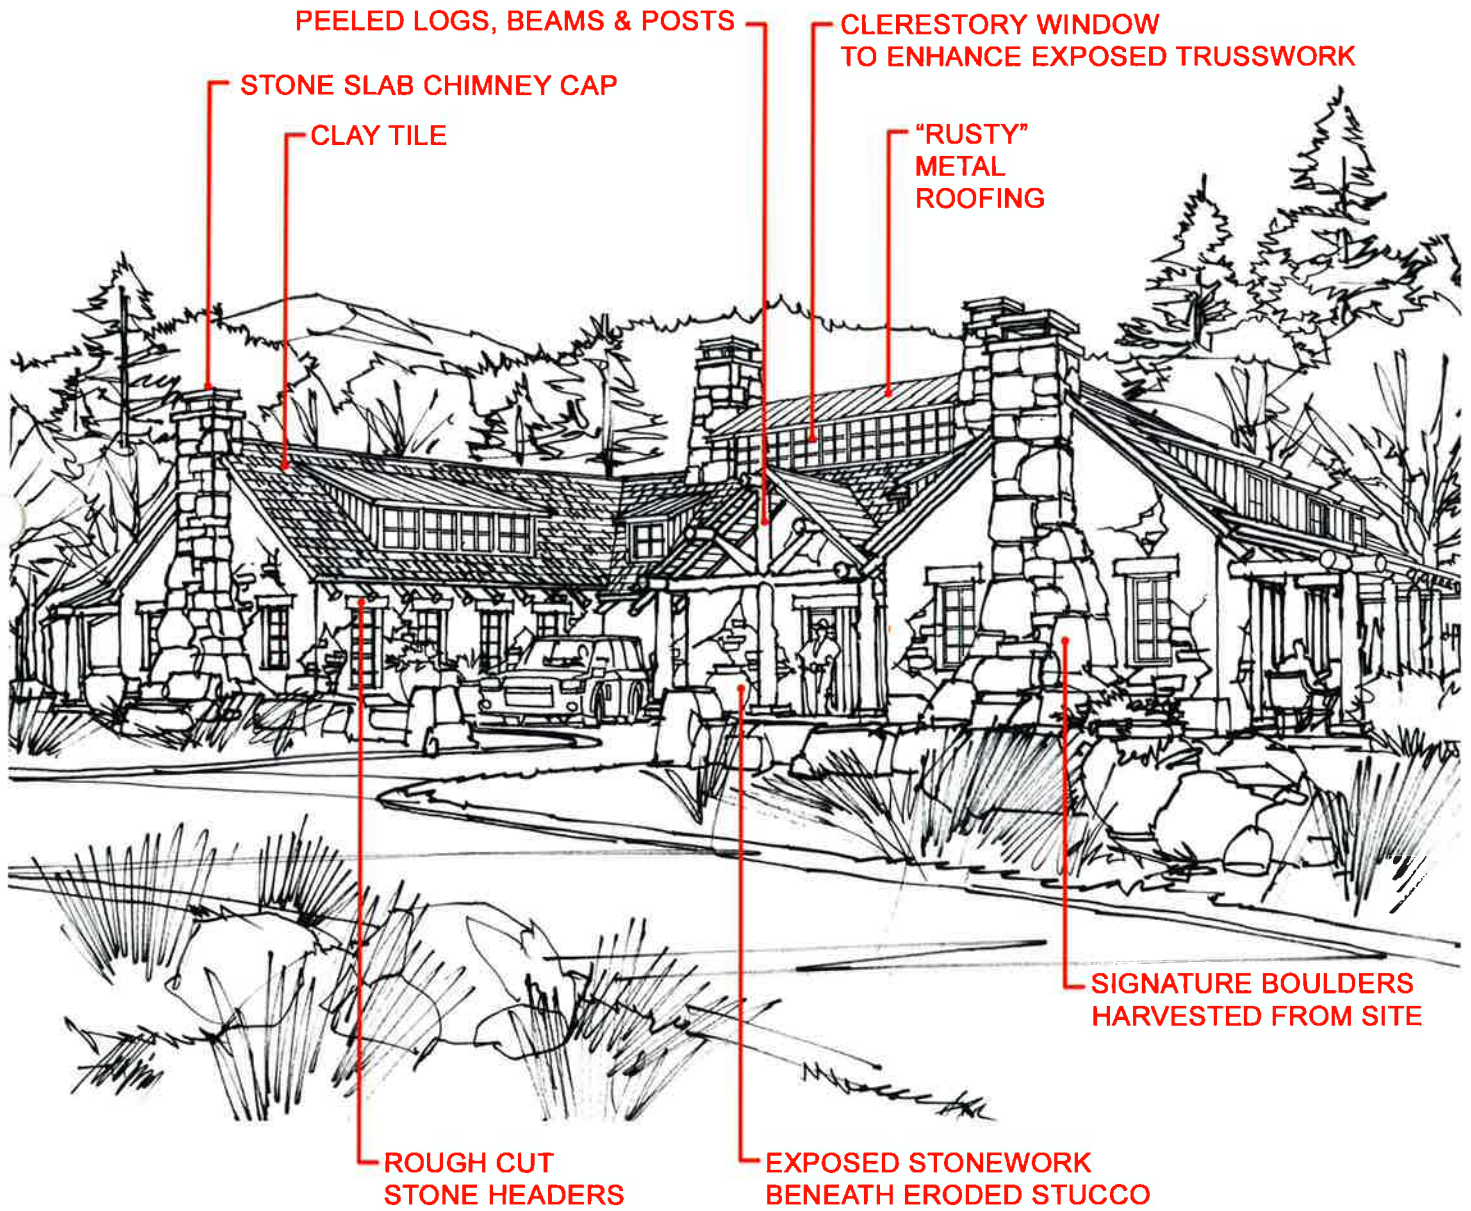 PEELED LOGS, BEAMS & POSTS
CLERESTORY WINDOW
TO ENHANCE EXPOSED TRUSSWORK
STONE SLAB CHIMNEY CAP
CLAY TILE
“RUSTY”
METAL
ROOFING
SIGNATURE BOULDERS
HARVESTED FROM SITE
ROUGH CUT
STONE HEADERS
EXPOSED STONEWORK
BENEATH ERODED STUCCO